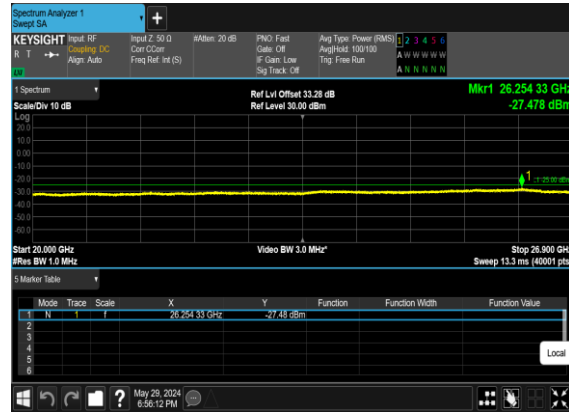 Spectrum Analyzer 1
Swept SA
+
KEYSIGHT Input: RF Input Z: 50 Ω #Atten: 20 dB PNO: Fast Avg Type: Power (RMS) 1 2 3 4 5 6
R T Coupling: DC Corr CCorr Gate: Off Avg|Hold: 100/100 A W W W W W
Align: Auto Freq Ref: Int (S) IF Gain: Low Trig: Free Run
Sig Track: Off A N N N N N
1 Spectrum Ref Lvl Offset 33.28 dB Mkr1 26.254 33 GHz
Scale/Div 10 dB Ref Level 30.00 dBm -27.478 dBm
Log
20.0
10.0
0.00
-10.0
-20.0
1
-25.00 dBm
-30.0
-40.0
-50.0
-60.0
Start 20.000 GHz Video BW 3.0 MHz* Stop 26.900 GHz
#Res BW 1.0 MHz Sweep 13.3 ms (40001 pts)
5 Marker Table
Mode Trace Scale X Y Function Function Width Function Value
1 N 1 f 26.254 33 GHz -27.48 dBm
2
3
4
5
6
Local
? May 29, 2024
6:56:12 PM